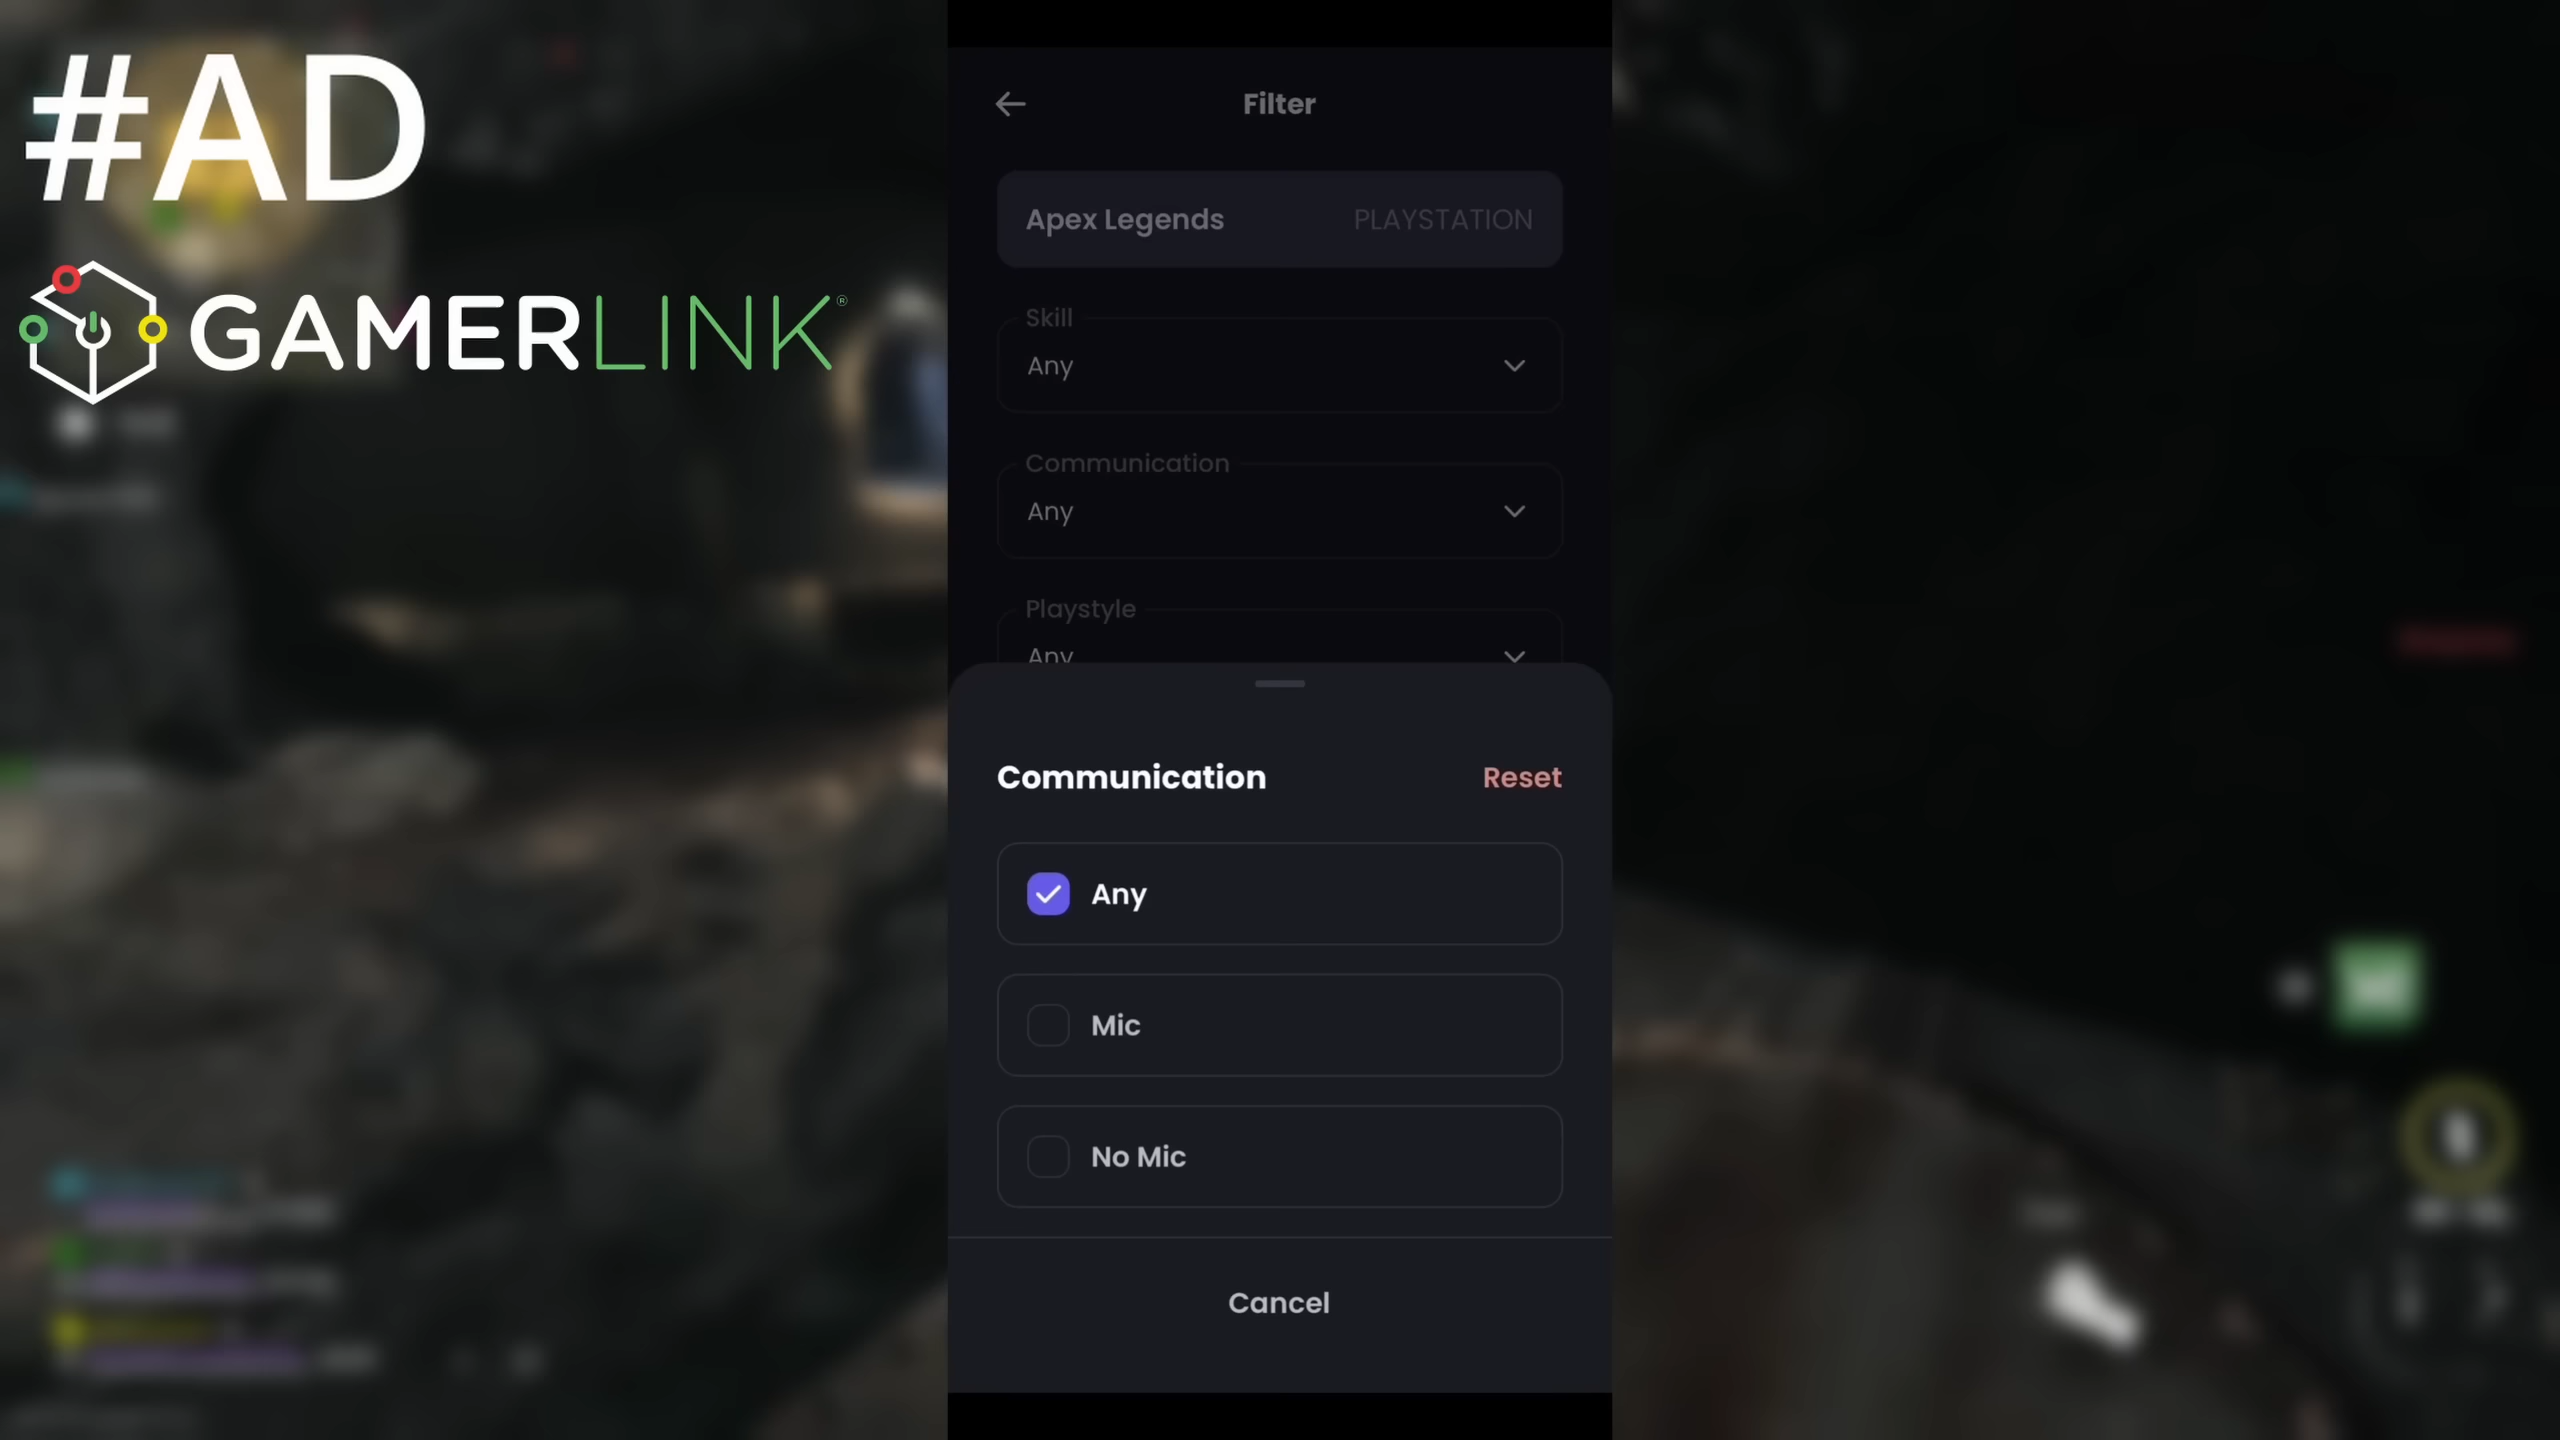 #AD
GAMERLINK®
Filter
Apex Legends PLAYSTATION
Skill
Any
Communication
Any
Playstyle
Any
Communication Reset
Any
Mic
No Mic
Cancel